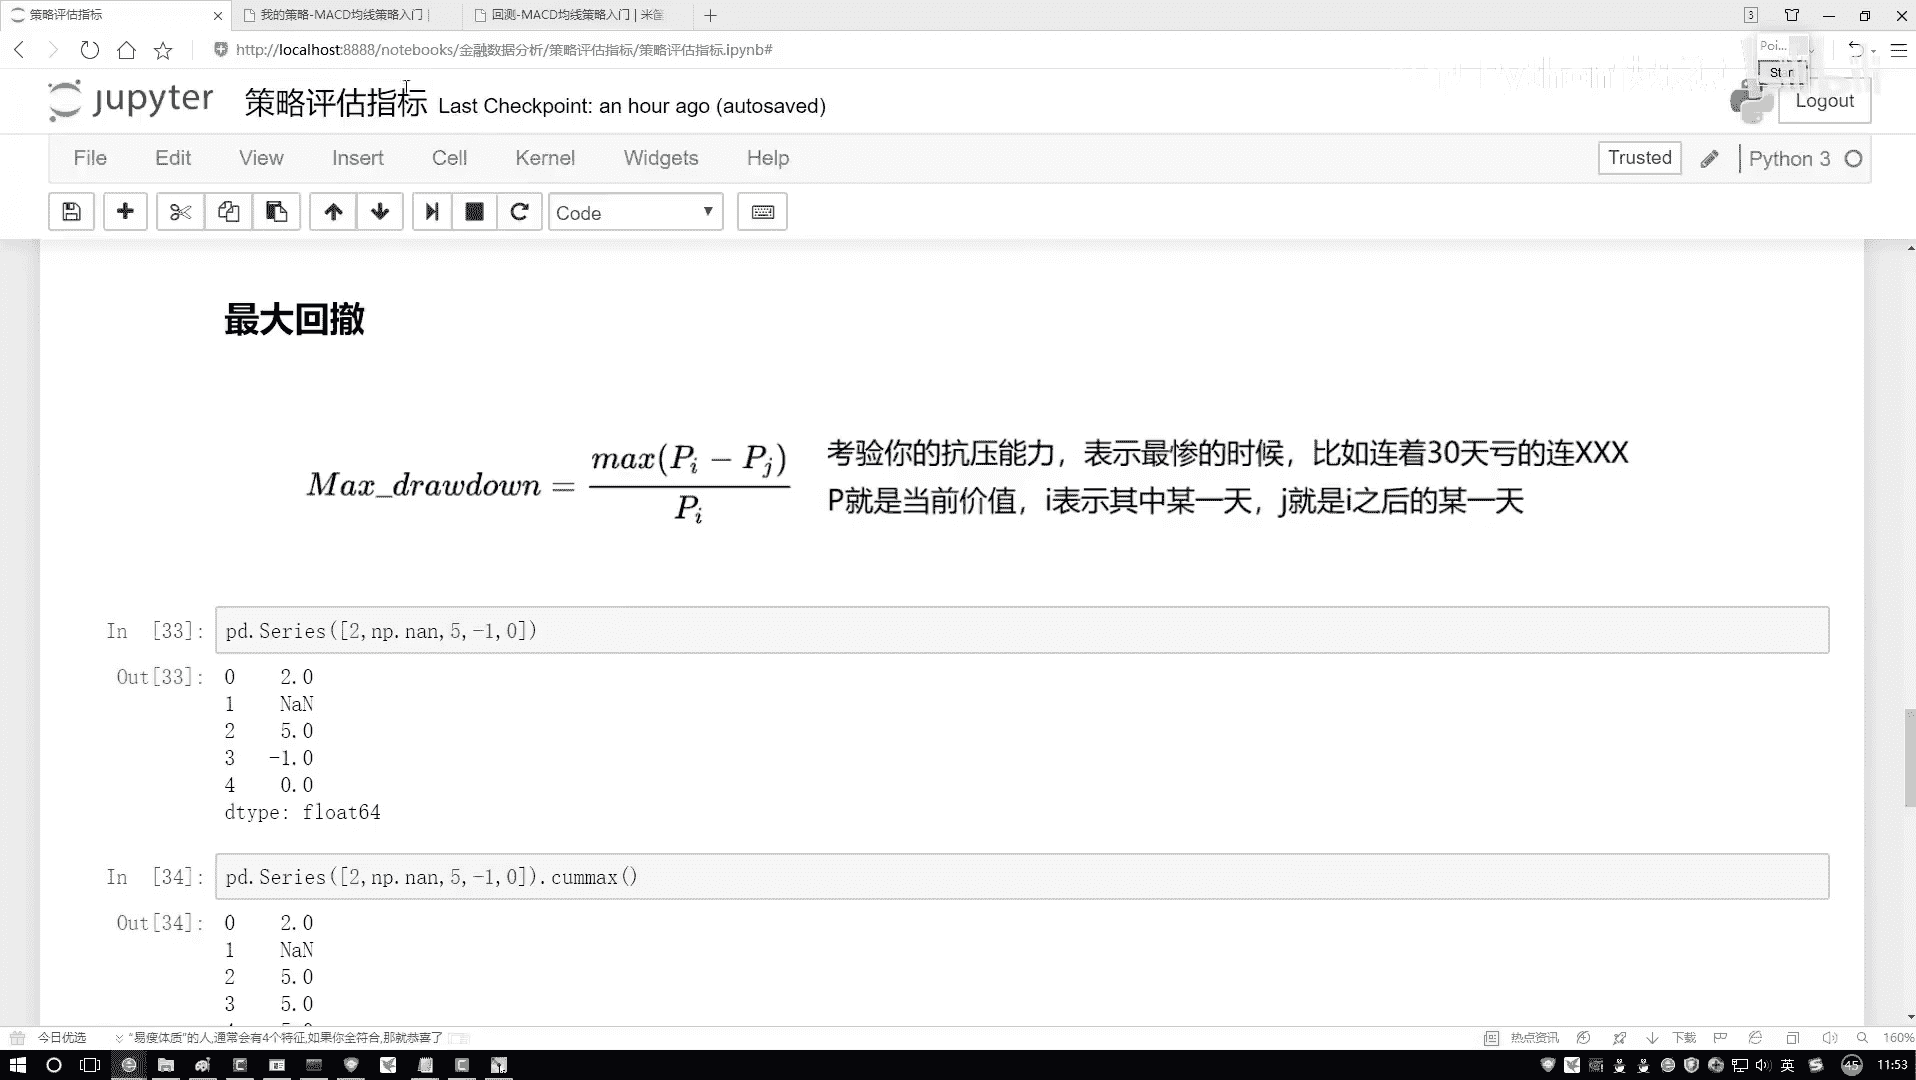 策略评估指标
我的策略-MACD均线策略入门 |
回测-MACD均线策略入门 | 米筐
3
http://localhost:8888/notebooks/金融数据分析/策略评估指标/策略评估指标.ipynb#
Poi...
jupyter 策略评估指标 Last Checkpoint: an hour ago (autosaved)
Logout
File Edit View Insert Cell Kernel Widgets Help
Trusted Python 3
Code
最大回撤
Max_drawdown = max(P_i − P_j) / P_i
考验你的抗压能力，表示最惨的时候，比如连着30天亏的连XXX
P就是当前价值，i表示其中某一天，j就是i之后的某一天
In [33]: pd.Series([2,np.nan,5,-1,0])
Out[33]: 0 2.0
1 NaN
2 5.0
3 -1.0
4 0.0
dtype: float64
In [34]: pd.Series([2,np.nan,5,-1,0]).cummax()
Out[34]: 0 2.0
1 NaN
2 5.0
3 5.0
今日优选 “易瘦体质”的人,通常会有4个特征,如果你全符合,那就恭喜了
热点资讯 下载 160%
英 45 11:53